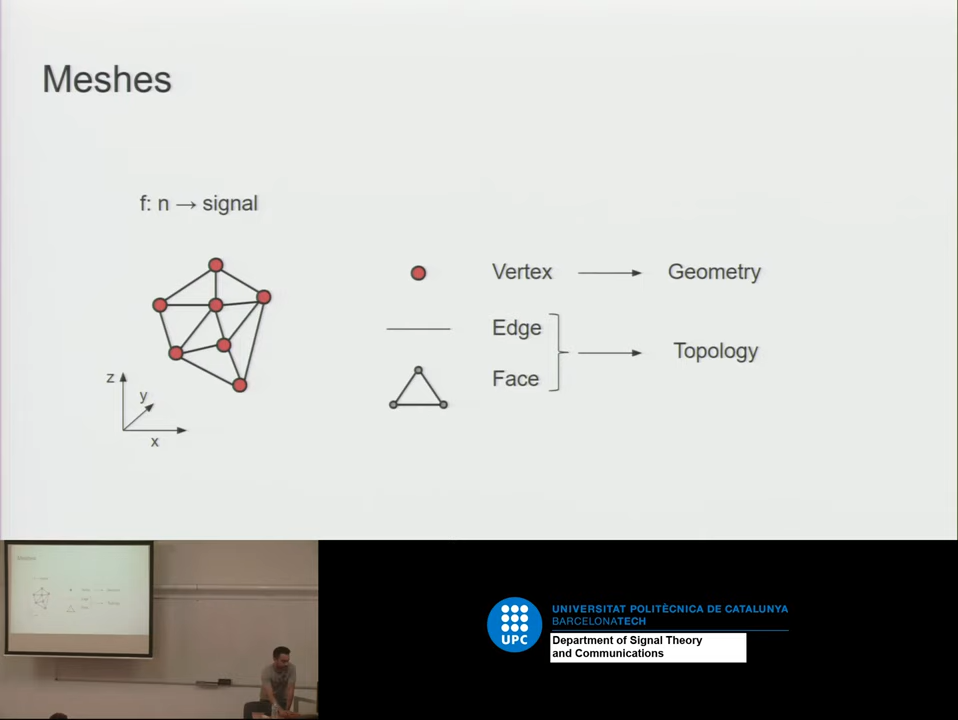 Meshes
f: n → signal
Vertex
Geometry
Edge
Topology
Face
z
y
x
UPC
UNIVERSITAT POLITÈCNICA DE CATALUNYA
BARCELONATECH
Department of Signal Theory
and Communications